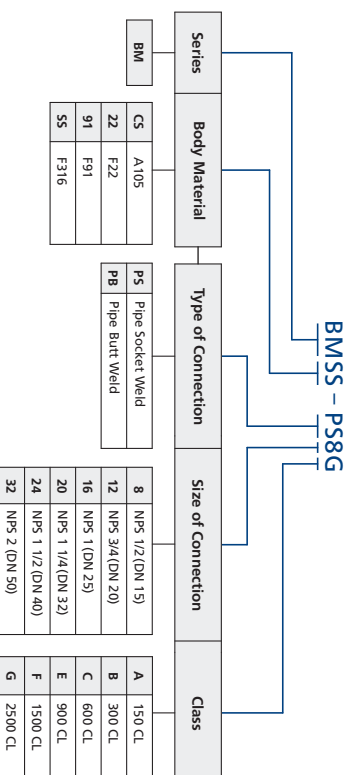 BMSS – PS8G
Series
BM
Body Material
CS A105
22 F22
91 F91
SS F316
Type of Connection
PS Pipe Socket Weld
PB Pipe Butt Weld
Size of Connection
8 NPS 1/2 (DN 15)
12 NPS 3/4 (DN 20)
16 NPS 1 (DN 25)
20 NPS 1 1/4 (DN 32)
24 NPS 1 1/2 (DN 40)
32 NPS 2 (DN 50)
Class
A 150 CL
B 300 CL
C 600 CL
E 900 CL
F 1500 CL
G 2500 CL